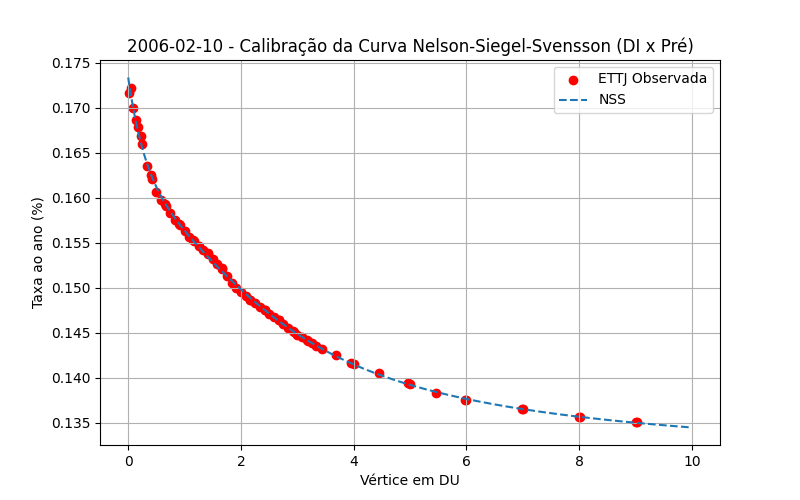 2006-02-10 - Calibração da Curva Nelson-Siegel-Svensson (DI x Pré)
ETTJ Observada
NSS
Taxa ao ano (%)
0.175
0.170
0.165
0.160
0.155
0.150
0.145
0.140
0.135
0 2 4 6 8 10
Vértice em DU